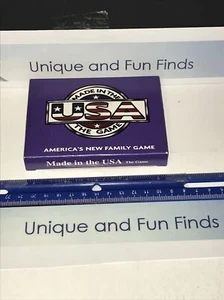 Unique and Fun Finds
MADE IN THE
USA
THE GAME
AMERICA'S NEW FAMILY GAME
Made in the USA The Game
Unique and Fun Finds